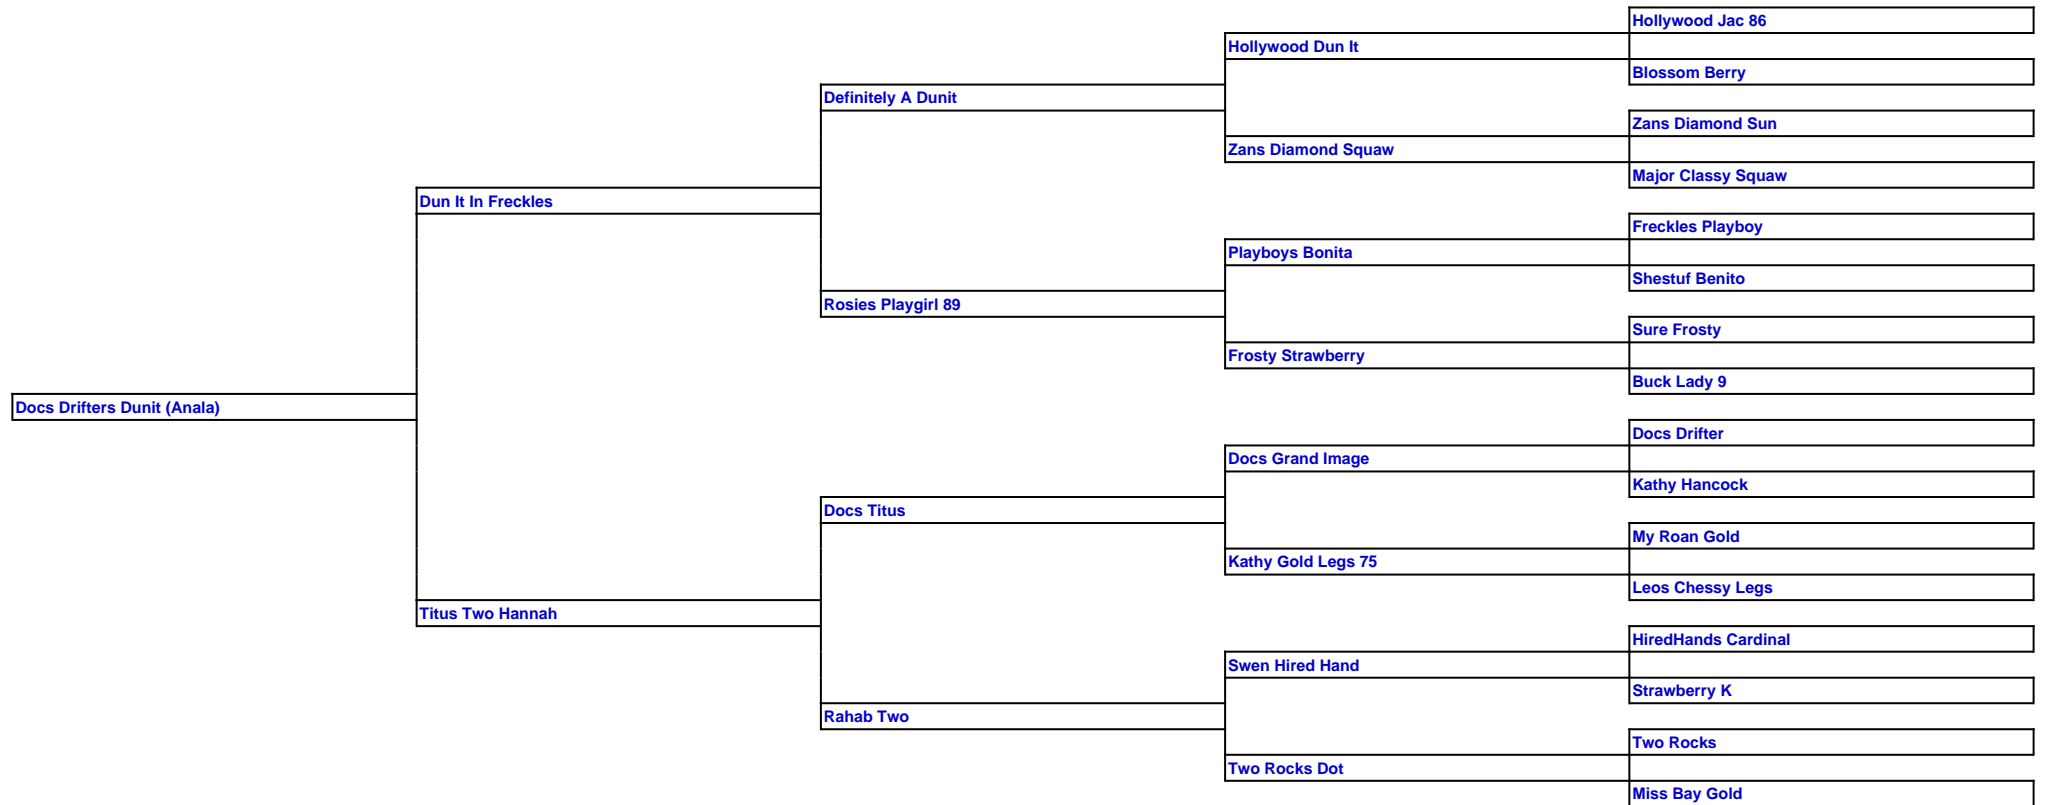 Hollywood Jac 86
Hollywood Dun It
Blossom Berry
Definitely A Dunit
Zans Diamond Sun
Zans Diamond Squaw
Major Classy Squaw
Dun It In Freckles
Freckles Playboy
Playboys Bonita
Shestuf Benito
Rosies Playgirl 89
Sure Frosty
Frosty Strawberry
Buck Lady 9
Docs Drifters Dunit (Anala)
Docs Drifter
Docs Grand Image
Kathy Hancock
Docs Titus
My Roan Gold
Kathy Gold Legs 75
Leos Chessy Legs
Titus Two Hannah
HiredHands Cardinal
Swen Hired Hand
Strawberry K
Rahab Two
Two Rocks
Two Rocks Dot
Miss Bay Gold